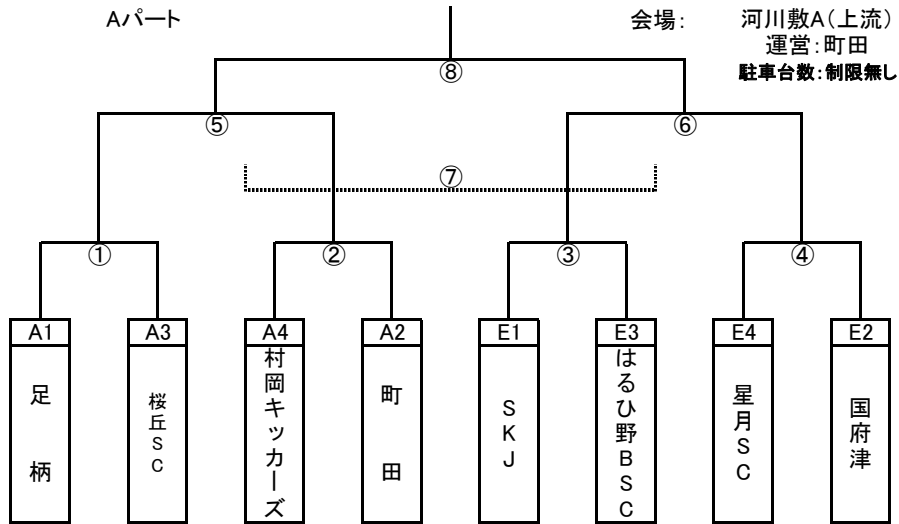 Aパート
会場: 河川敷A(上流)
運営:町田
駐車台数:制限無し
⑧
⑤
⑥
⑦
①
②
③
④
A1
A3
A4
A2
E1
E3
E4
E2
足柄
桜丘SC
村岡キッカーズ
町田
SKJ
はるひ野BSC
星月SC
国府津